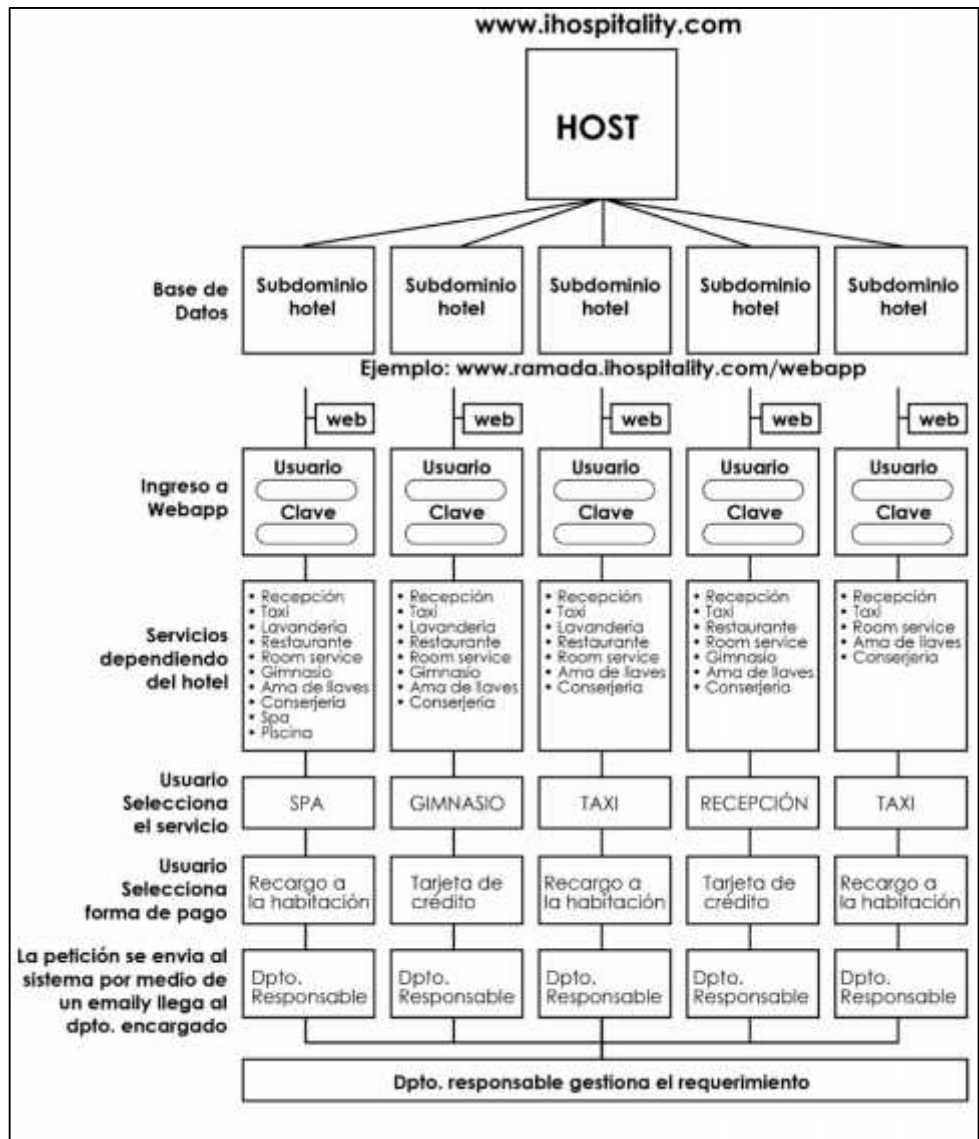 www.ihospitality.com
HOST
Base de
Datos
Subdominio
hotel
Subdominio
hotel
Subdominio
hotel
Subdominio
hotel
Subdominio
hotel
Ejemplo: www.ramada.ihospitality.com/webapp
web
web
web
web
web
Ingreso a
Webapp
Usuario
Clave
Usuario
Clave
Usuario
Clave
Usuario
Clave
Usuario
Clave
Servicios
dependiendo
del hotel
• Recepción
• Taxi
• Lavandería
• Restaurante
• Room service
• Gimnasio
• Ama de llaves
• Conserjería
• Spa
• Piscina
• Recepción
• Taxi
• Lavandería
• Restaurante
• Room service
• Gimnasio
• Ama de llaves
• Conserjería
• Recepción
• Taxi
• Lavandería
• Restaurante
• Room service
• Ama de llaves
• Conserjería
• Recepción
• Taxi
• Restaurante
• Room service
• Gimnasio
• Ama de llaves
• Conserjería
• Recepción
• Taxi
• Room service
• Ama de llaves
• Conserjería
Usuario
Selecciona
el servicio
SPA
GIMNASIO
TAXI
RECEPCIÓN
TAXI
Usuario
Selecciona
forma de pago
Recargo a
la habitación
Tarjeta de
crédito
Recargo a
la habitación
Tarjeta de
crédito
Recargo a
la habitación
La petición se envia al
sistema por medio de
un emaily llega al
dpto. encargado
Dpto.
Responsable
Dpto.
Responsable
Dpto.
Responsable
Dpto.
Responsable
Dpto.
Responsable
Dpto. responsable gestiona el requerimiento